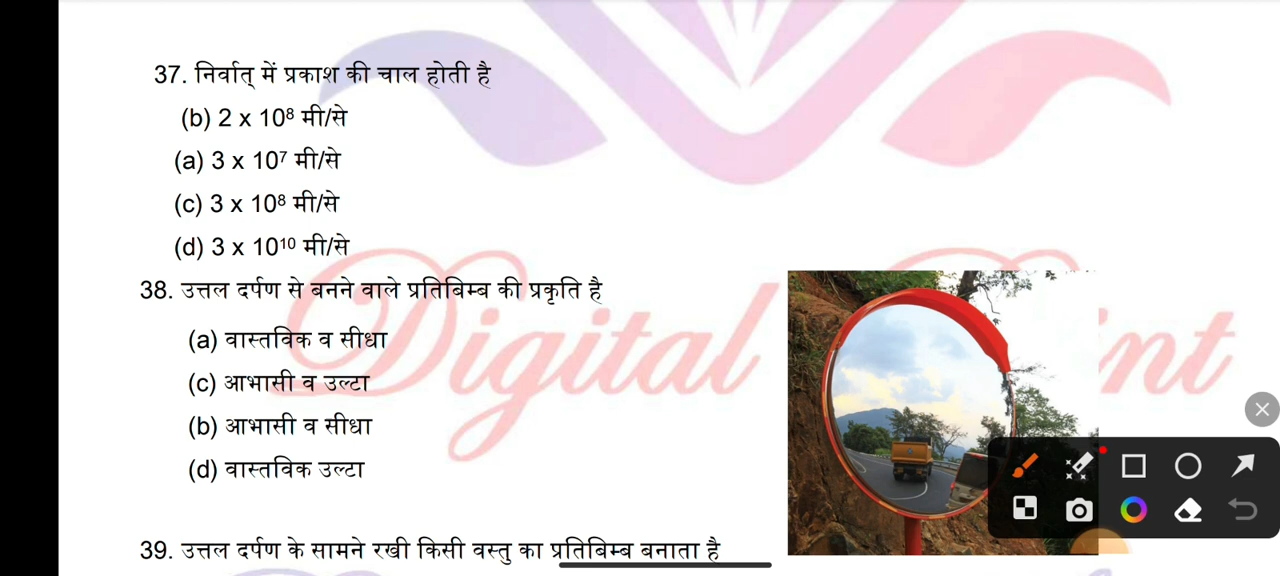 37. निर्वात् में प्रकाश की चाल होती है
(b) 2 x 10⁸ मी/से
(a) 3 x 10⁷ मी/से
(c) 3 x 10⁸ मी/से
(d) 3 x 10¹⁰ मी/से
38. उत्तल दर्पण से बनने वाले प्रतिबिम्ब की प्रकृति है
(a) वास्तविक व सीधा
(c) आभासी व उल्टा
(b) आभासी व सीधा
(d) वास्तविक उल्टा
Digital
39. उत्तल दर्पण के सामने रखी किसी वस्तु का प्रतिबिम्ब बनाता है